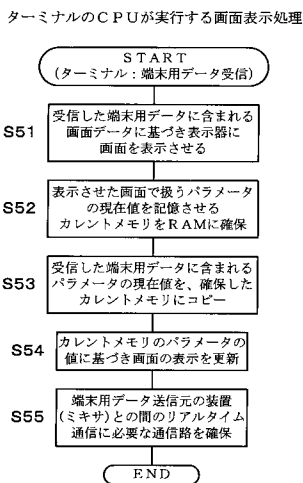 ターミナルのＣＰＵが実行する画面表示処理
ＳＴＡＲＴ
(ターミナル：端末用データ受信)
S51
受信した端末用データに含まれる
画面データに基づき表示器に
画面を表示させる
S52
表示させた画面で扱うパラメータ
の現在値を記憶させる
カレントメモリをＲＡＭに確保
S53
受信した端末用データに含まれる
パラメータの現在値を、確保した
カレントメモリにコピー
S54
カレントメモリのパラメータの
値に基づき画面の表示を更新
S55
端末用データ送信元の装置
(ミキサ)との間のリアルタイム
通信に必要な通信路を確保
ＥＮＤ